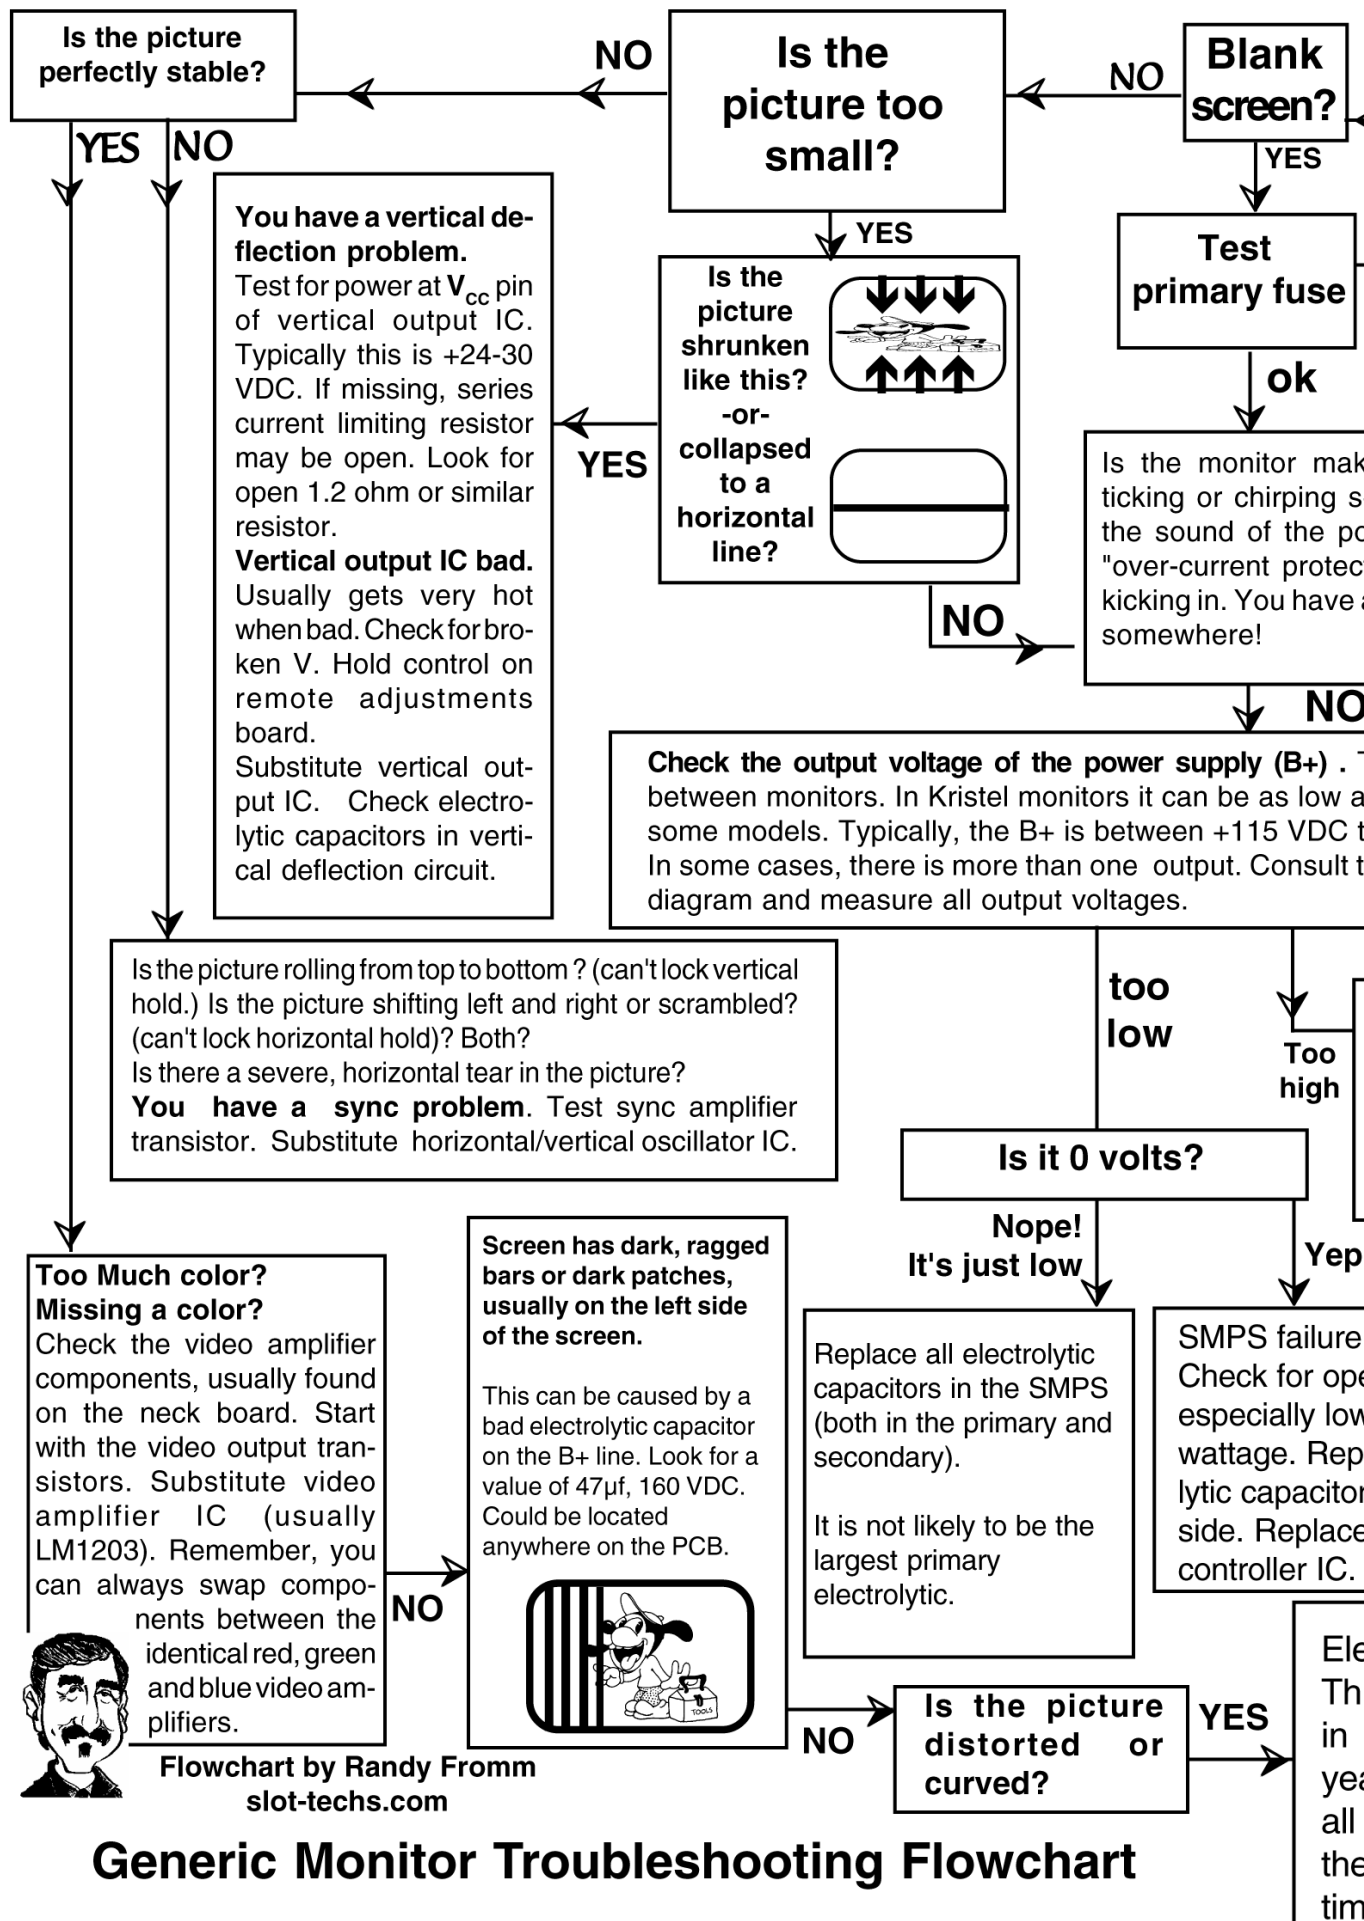 Is the picture
perfectly stable?
NO
Is the
picture too
small?
NO
Blank
screen?
YES
NO
YES
YES
You have a vertical de-
flection problem.
Test for power at Vcc pin
of vertical output IC.
Typically this is +24-30
VDC. If missing, series
current limiting resistor
may be open. Look for
open 1.2 ohm or similar
resistor.
Vertical output IC bad.
Usually gets very hot
when bad. Check for bro-
ken V. Hold control on
remote adjustments
board.
Substitute vertical out-
put IC. Check electro-
lytic capacitors in verti-
cal deflection circuit.
YES
Is the
picture
shrunken
like this?
-or-
collapsed
to a
horizontal
line?
NO
Test
primary fuse
ok
Is the monitor
ticking or chirping
the sound of the
"over-current
kicking in. You have
somewhere!
NO
Check the output voltage of the power supply (B+) .
between monitors. In Kristel monitors it can be as low
some models. Typically, the B+ is between +115 VDC
In some cases, there is more than one output. Consult
diagram and measure all output voltages.
Is the picture rolling from top to bottom ? (can't lock vertical
hold.) Is the picture shifting left and right or scrambled?
(can't lock horizontal hold)? Both?
Is there a severe, horizontal tear in the picture?
You have a sync problem. Test sync amplifier
transistor. Substitute horizontal/vertical oscillator IC.
too
low
Too
high
Is it 0 volts?
Nope!
It's just low
Yep
Too Much color?
Missing a color?
Check the video amplifier
components, usually found
on the neck board. Start
with the video output tran-
sistors. Substitute video
amplifier IC (usually
LM1203). Remember, you
can always swap compo-
nents between the
identical red, green
and blue video am-
plifiers.
NO
Screen has dark, ragged
bars or dark patches,
usually on the left side
of the screen.
This can be caused by a
bad electrolytic capacitor
on the B+ line. Look for a
value of 47µf, 160 VDC.
Could be located
anywhere on the PCB.
TOOLS
NO
Replace all electrolytic
capacitors in the SMPS
(both in the primary and
secondary).
It is not likely to be the
largest primary
electrolytic.
SMPS failure
Check for
especially
wattage.
lytic
side. Replace
controller IC.
Is the picture
distorted or
curved?
YES
in
all
Flowchart by Randy Fromm
slot-techs.com
Generic Monitor Troubleshooting Flowchart